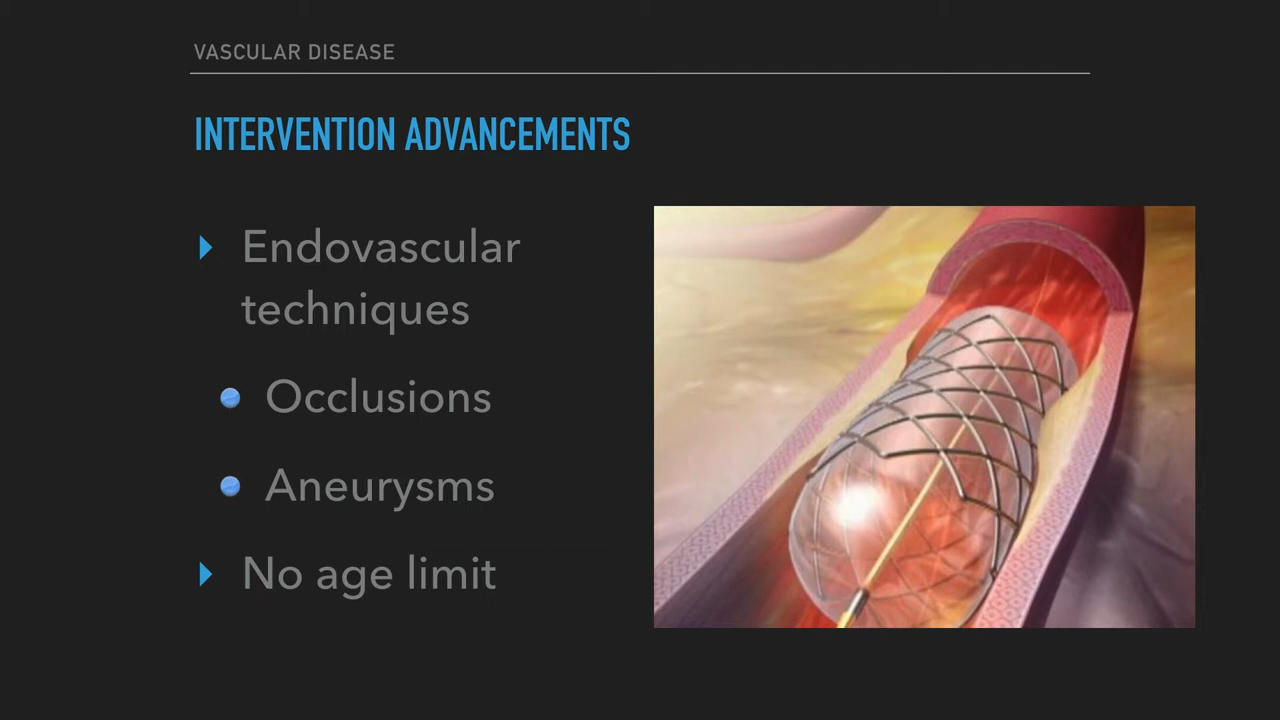 VASCULAR DISEASE
INTERVENTION ADVANCEMENTS
Endovascular
techniques
Occlusions
Aneurysms
No age limit